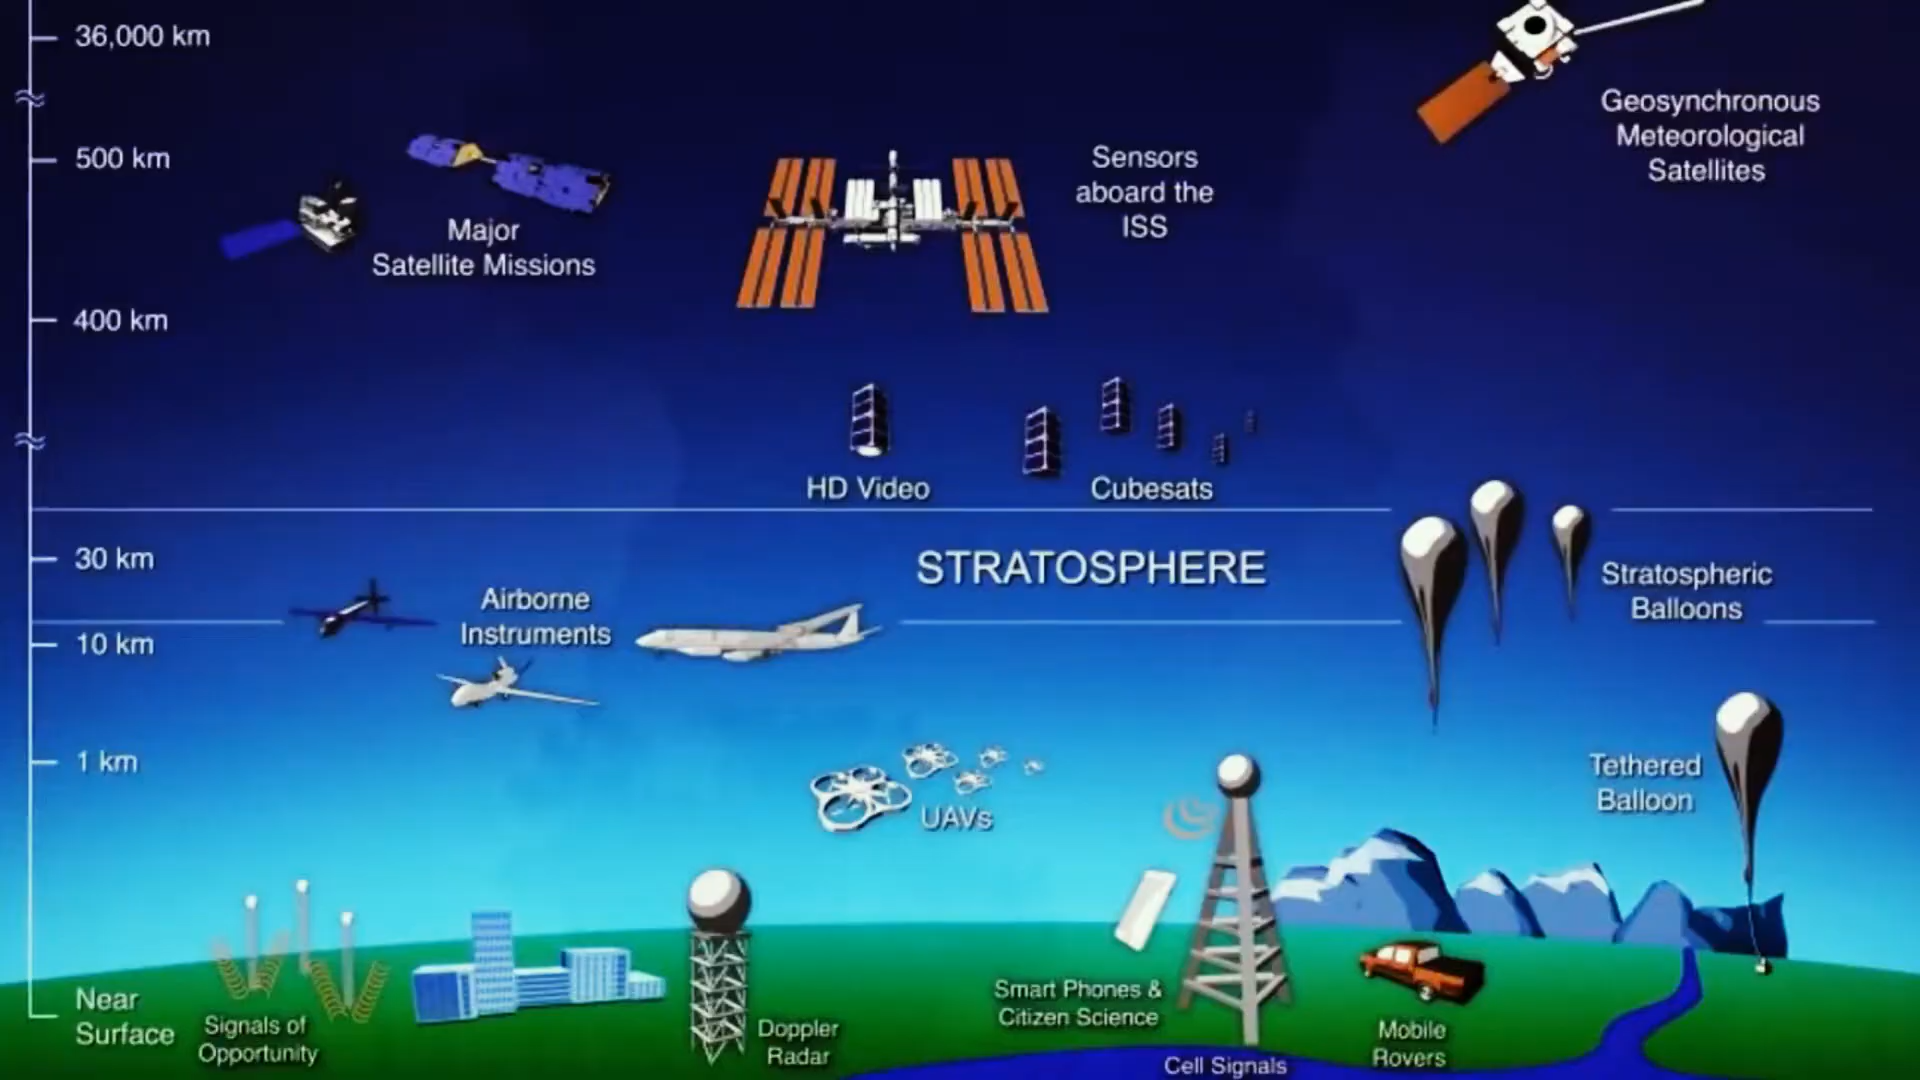 36,000 km
Geosynchronous
Meteorological
Satellites
500 km
Sensors
aboard the
ISS
Major
Satellite Missions
400 km
HD Video
Cubesats
30 km
STRATOSPHERE
Stratospheric
Balloons
Airborne
Instruments
10 km
1 km
Tethered
Balloon
UAVs
Near
Surface
Signals of
Opportunity
Doppler
Radar
Smart Phones &
Citizen Science
Cell Signals
Mobile
Rovers